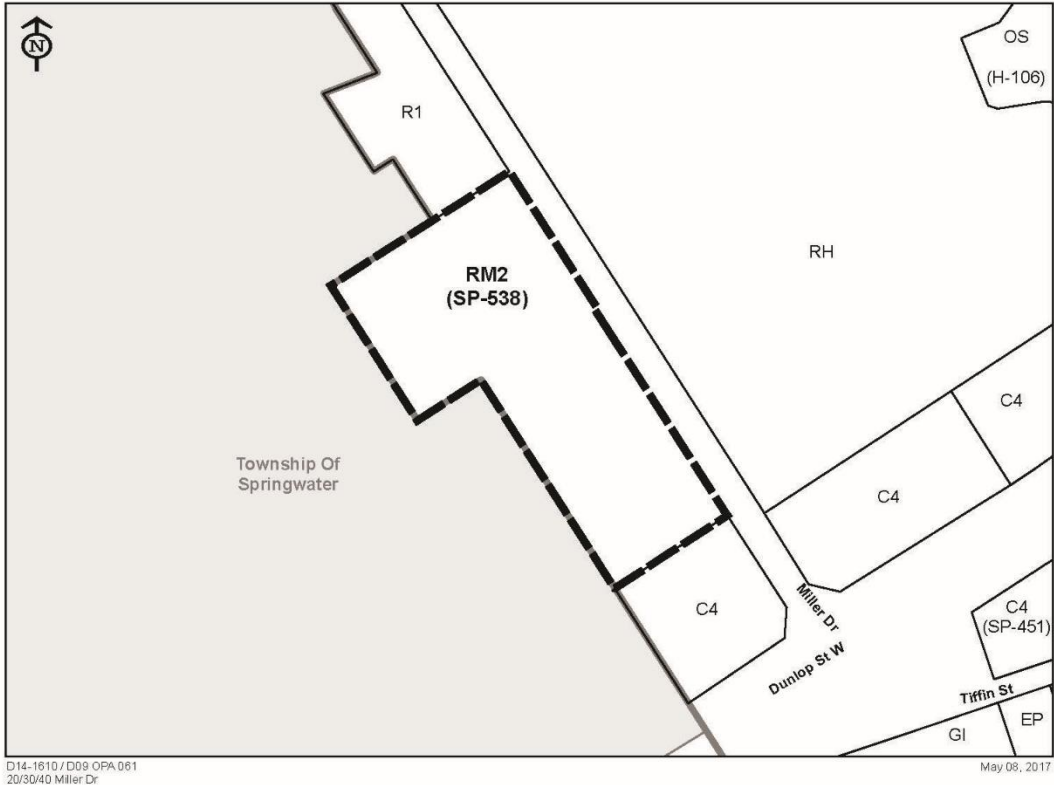 N
OS
(H-106)
R1
RH
RM2
(SP-538)
C4
C4
Township Of
Springwater
C4
C4
(SP-451)
Miller Dr
Dunlop St W
Tiffin St
EP
GI
D14-1610 / D09 OPA 061
20/30/40 Miller Dr
May 08, 2017